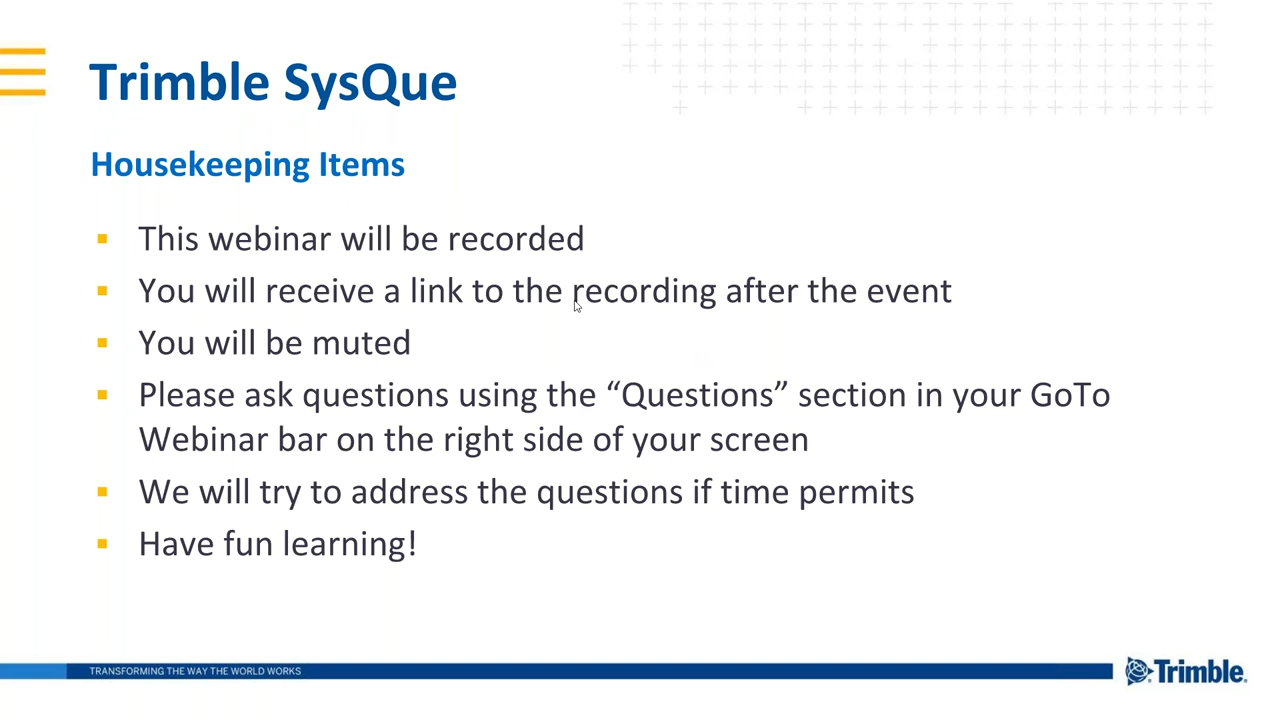 Trimble SysQue
Housekeeping Items
This webinar will be recorded
You will receive a link to the recording after the event
You will be muted
Please ask questions using the “Questions” section in your GoTo
Webinar bar on the right side of your screen
We will try to address the questions if time permits
Have fun learning!
TRANSFORMING THE WAY THE WORLD WORKS
Trimble.